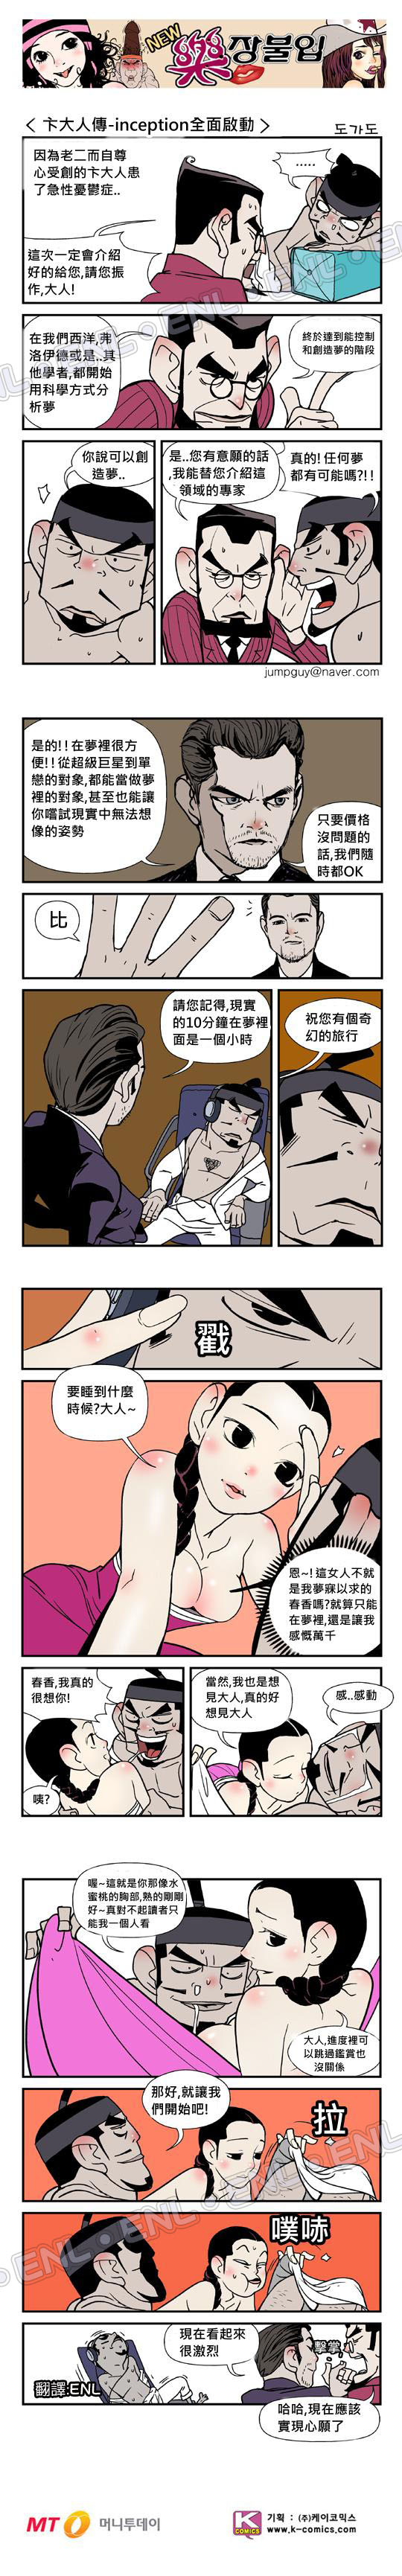 NEW 樂장불입
< 卞大人傳-inception全面啟動 >
도가도
因為老二而自尊
心受創的卞大人患
了急性憂鬱症..
.....
這次一定會介紹
好的給您,請您振
作,大人!
在我們西洋,弗
洛伊德或是..其
他學者,都開始
用科學方式分
析夢
終於達到能控制
和創造夢的階段
你說可以創
造夢..
是..您有意願的話
,我能替您介紹這
領域的專家
真的!任何夢
都有可能嗎?!!
jumpguy@naver.com
是的!!在夢裡很方
便!!從超級巨星到單
戀的對象,都能當做夢
裡的對象,甚至也能讓
你嚐試現實中無法想
像的姿勢
只要價格
沒問題的
話,我們隨
時都OK
比
請您記得,現實
的10分鐘在夢裡
面是一個小時
祝您有個奇
幻的旅行
戳
要睡到什麼
時候?大人~
恩~!這女人不就
是我夢寐以求的
春香嗎?就算只能
在夢裡,還是讓我
感慨萬千
春香,我真的
很想你!
咦?
當然,我也是想
見大人,真的好
想見大人
感..感動
喔~這就是你那像水
蜜桃的胸部,熟的剛剛
好~真對不起讀者只
能我一個人看
大人,進度裡可
以跳過鑑賞也
沒關係
那好,就讓我
們開始吧!
拉
噗哧
現在看起來
很激烈
擊掌
翻譯:ENL
哈哈,現在應該
實現心願了
MTO 머니투데이
K COMICS
기획 : (주)케이코믹스
www.k-comics.com
ENL